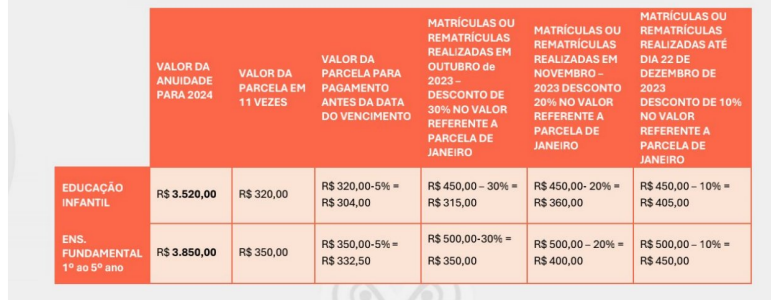 VALOR DA
ANUIDADE
PARA 2024
VALOR DA
PARCELA EM
11 VEZES
VALOR DA
PARCELA PARA
PAGAMENTO
ANTES DA DATA
DO VENCIMENTO
MATRÍCULAS OU
REMATRÍCULAS
REALIZADAS EM
OUTUBRO de
2023 –
DESCONTO DE
30% NO VALOR
REFERENTE A
PARCELA DE
JANEIRO
MATRÍCULAS OU
REMATRÍCULAS
REALIZADAS EM
NOVEMBRO –
2023 DESCONTO
20% NO VALOR
REFERENTE A
PARCELA DE
JANEIRO
MATRÍCULAS OU
REMATRÍCULAS
REALIZADAS ATÉ
DIA 22 DE
DEZEMBRO DE
2023
DESCONTO DE 10%
NO VALOR
REFERENTE A
PARCELA DE
JANEIRO
EDUCAÇÃO
INFANTIL
R$ 3.520,00
R$ 320,00
R$ 320,00-5% =
R$ 304,00
R$ 450,00 – 30% =
R$ 315,00
R$ 450,00- 20% =
R$ 360,00
R$ 450,00 – 10% =
R$ 405,00
ENS.
FUNDAMENTAL
1º ao 5º ano
R$ 3.850,00
R$ 350,00
R$ 350,00-5% =
R$ 332,50
R$ 500,00-30% =
R$ 350,00
R$ 500,00 – 20% =
R$ 400,00
R$ 500,00 – 10% =
R$ 450,00